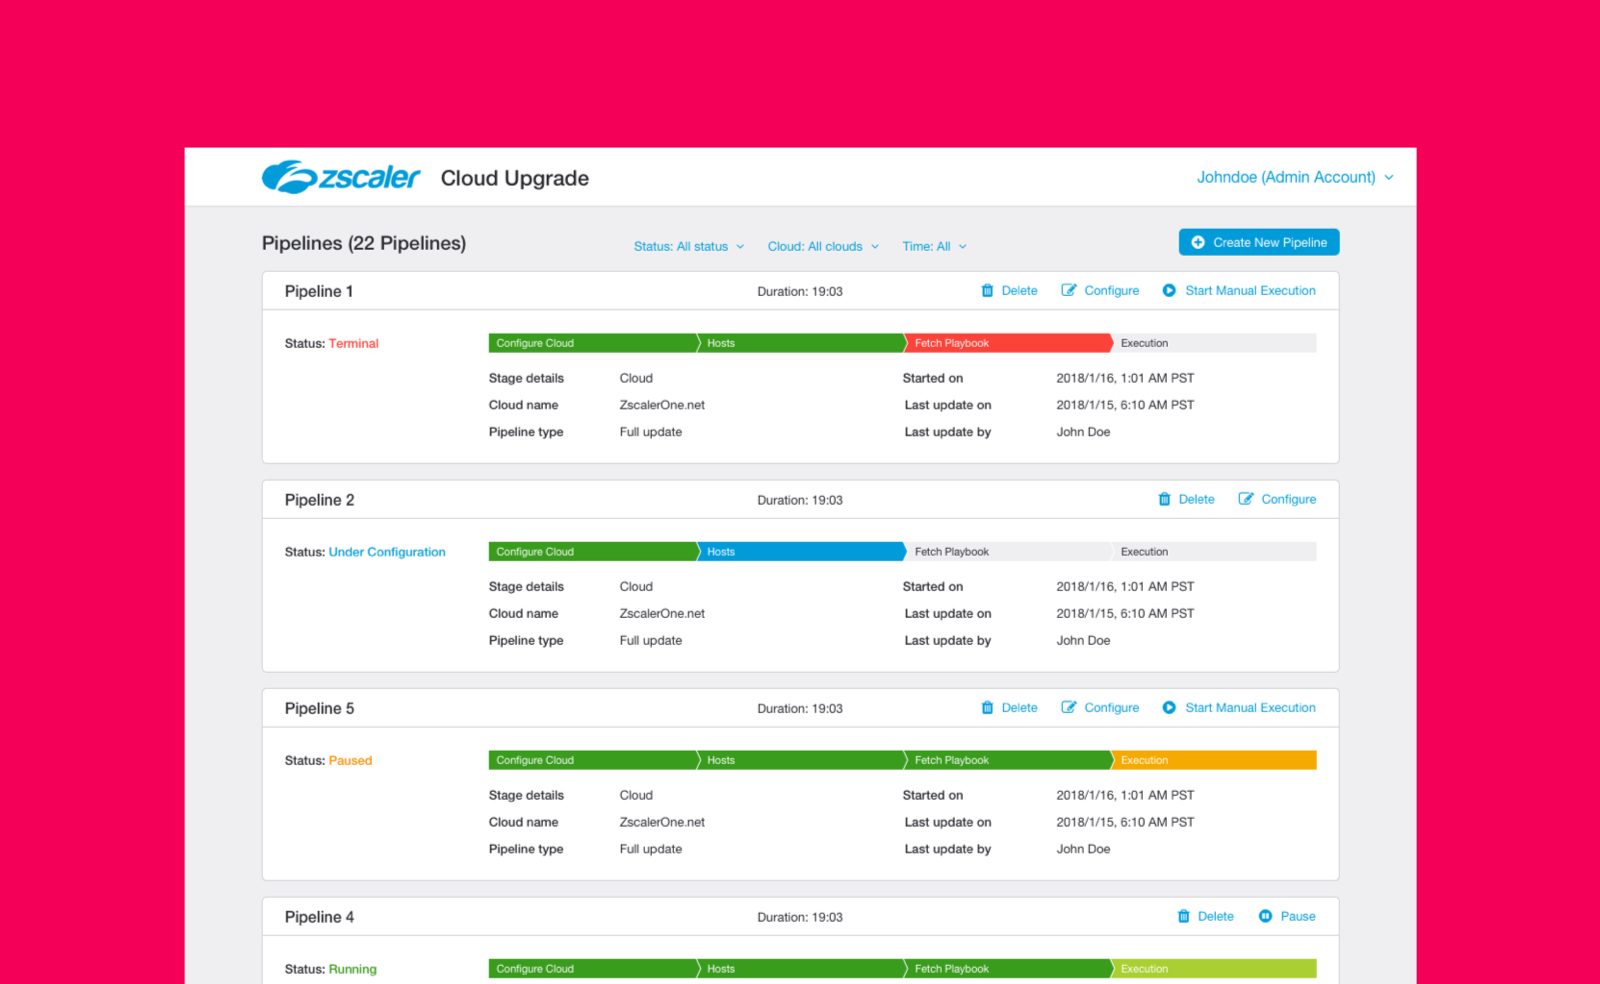 zscaler Cloud Upgrade Johndoe (Admin Account)
Pipelines (22 Pipelines) Status: All status Cloud: All clouds Time: All Create New Pipeline
Pipeline 1 Duration: 19:03 Delete Configure Start Manual Execution
Status: Terminal Configure Cloud Hosts Fetch Playbook Execution
Stage details Cloud Started on 2018/1/16, 1:01 AM PST
Cloud name ZscalerOne.net Last update on 2018/1/15, 6:10 AM PST
Pipeline type Full update Last update by John Doe
Pipeline 2 Duration: 19:03 Delete Configure
Status: Under Configuration Configure Cloud Hosts Fetch Playbook Execution
Stage details Cloud Started on 2018/1/16, 1:01 AM PST
Cloud name ZscalerOne.net Last update on 2018/1/15, 6:10 AM PST
Pipeline type Full update Last update by John Doe
Pipeline 5 Duration: 19:03 Delete Configure Start Manual Execution
Status: Paused Configure Cloud Hosts Fetch Playbook Execution
Stage details Cloud Started on 2018/1/16, 1:01 AM PST
Cloud name ZscalerOne.net Last update on 2018/1/15, 6:10 AM PST
Pipeline type Full update Last update by John Doe
Pipeline 4 Duration: 19:03 Delete Pause
Status: Running Configure Cloud Hosts Fetch Playbook Execution